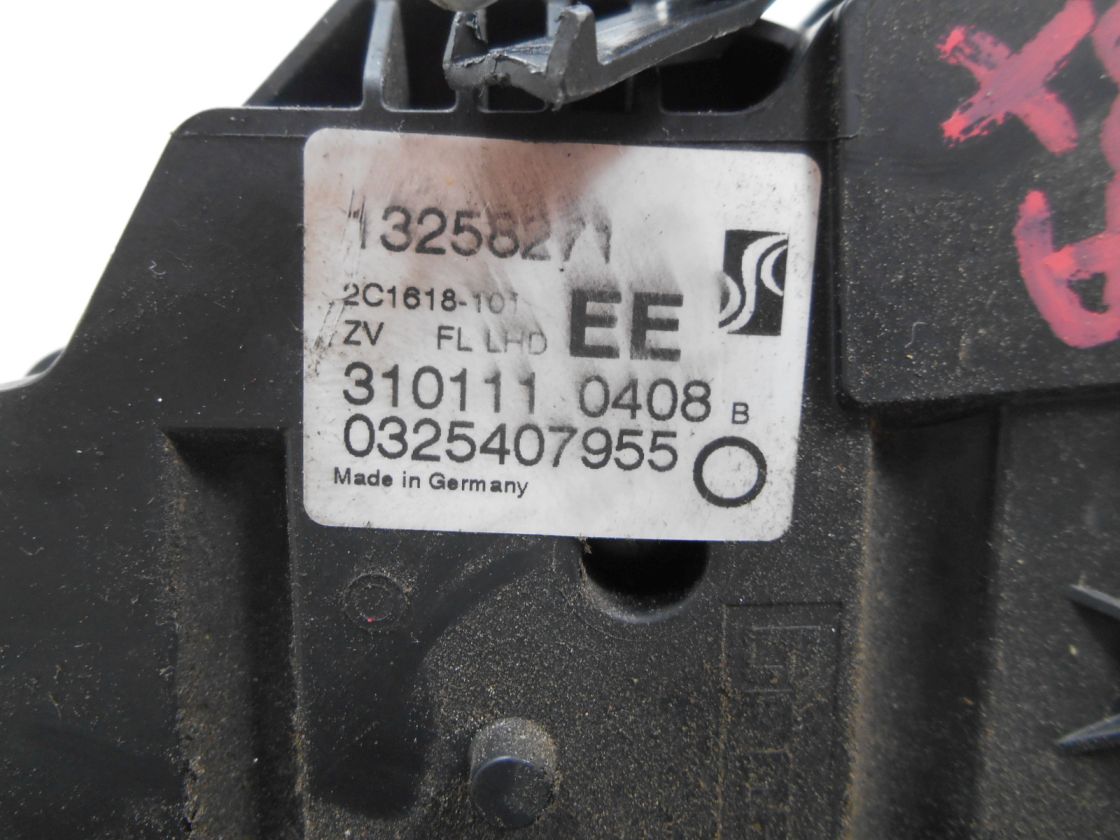 13258271
2C1618-101
EE
ZV FL LHD
310111 0408 B
0325407955
Made in Germany